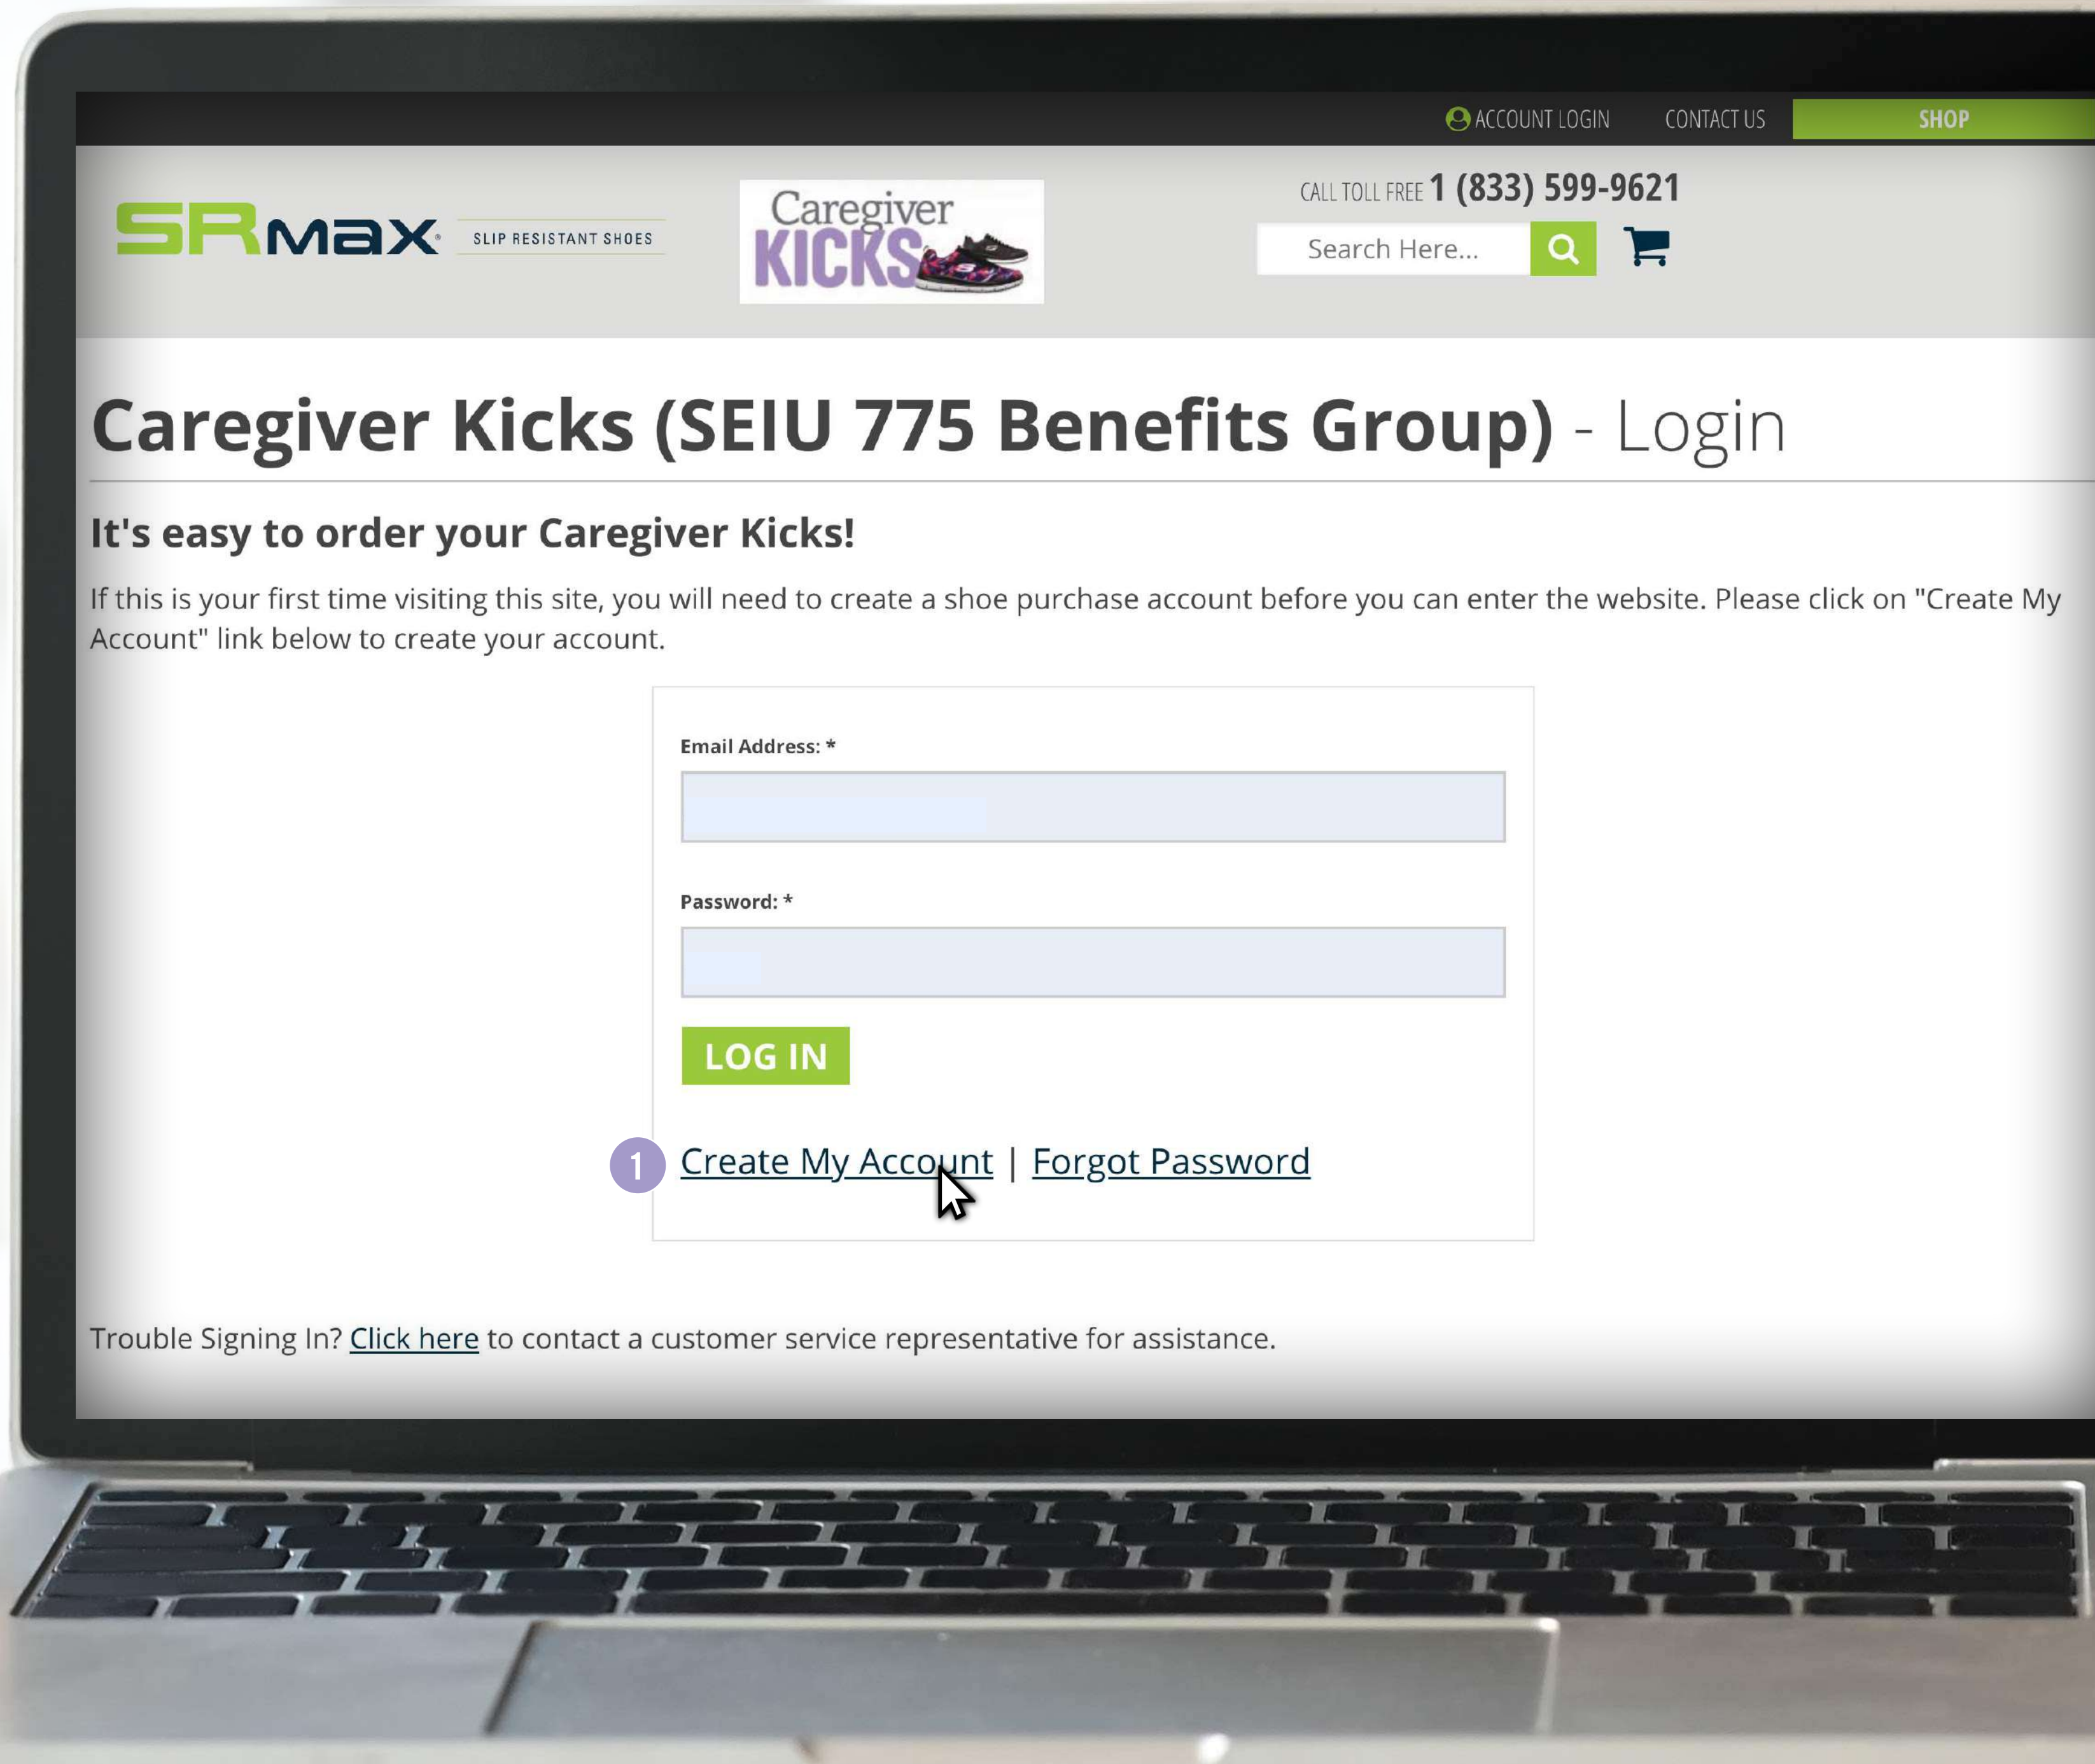 ACCOUNT LOGIN CONTACT US SHOP
SRMax® SLIP RESISTANT SHOES
Caregiver
KICKS
CALL TOLL FREE 1 (833) 599-9621
Search Here...
Caregiver Kicks (SEIU 775 Benefits Group) - Login
It's easy to order your Caregiver Kicks!
If this is your first time visiting this site, you will need to create a shoe purchase account before you can enter the website. Please click on "Create My
Account" link below to create your account.
Email Address: *
Password: *
LOG IN
1 Create My Account | Forgot Password
Trouble Signing In? Click here to contact a customer service representative for assistance.